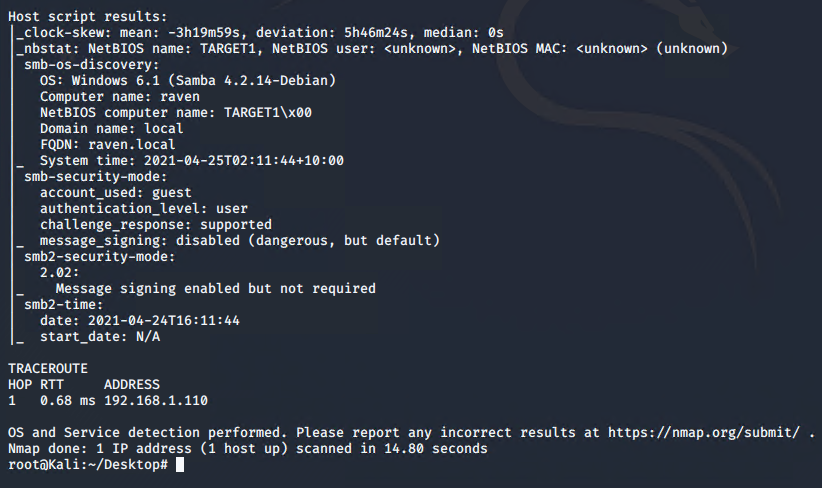 Host script results:
|_clock-skew: mean: -3h19m59s, deviation: 5h46m24s, median: 0s
|_nbstat: NetBIOS name: TARGET1, NetBIOS user: <unknown>, NetBIOS MAC: <unknown> (unknown)
| smb-os-discovery:
|   OS: Windows 6.1 (Samba 4.2.14-Debian)
|   Computer name: raven
|   NetBIOS computer name: TARGET1\x00
|   Domain name: local
|   FQDN: raven.local
|_  System time: 2021-04-25T02:11:44+10:00
| smb-security-mode:
|   account_used: guest
|   authentication_level: user
|   challenge_response: supported
|_  message_signing: disabled (dangerous, but default)
| smb2-security-mode:
|   2.02:
|_    Message signing enabled but not required
| smb2-time:
|   date: 2021-04-24T16:11:44
|_  start_date: N/A
TRACEROUTE
HOP RTT     ADDRESS
1   0.68 ms 192.168.1.110
OS and Service detection performed. Please report any incorrect results at https://nmap.org/submit/ .
Nmap done: 1 IP address (1 host up) scanned in 14.80 seconds
root@Kali:~/Desktop#